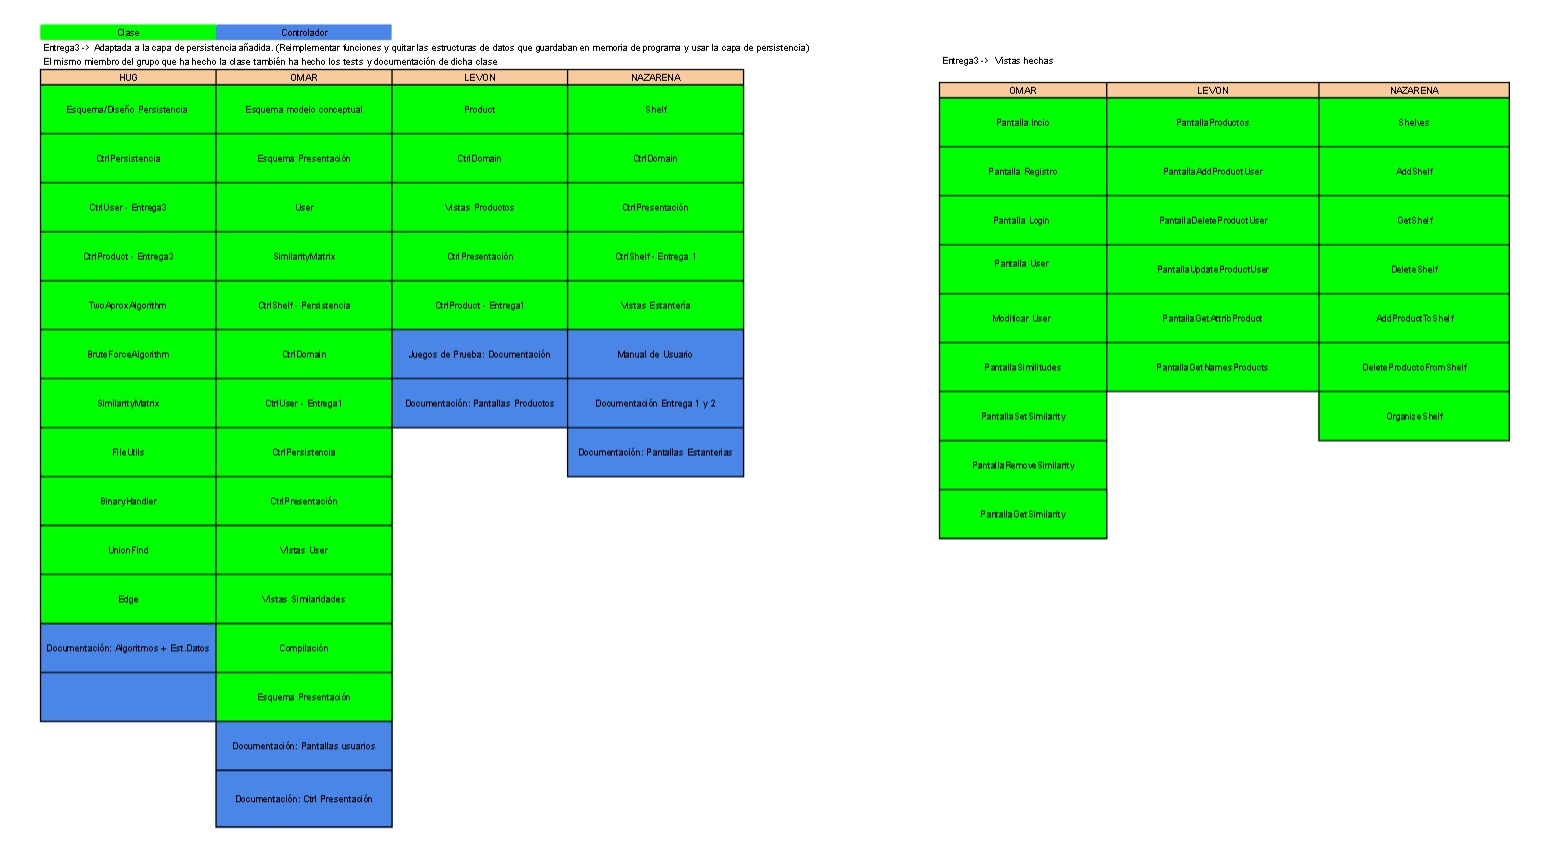 Clase Controlador
Entrega3 -> Adaptada a la capa de persistencia añadida. (Reimplementar funciones y quitar las estructuras de datos que guardaban en memoria de programa y usar la capa de persistencia)
El mismo miembro del grupo que ha hecho la clase también ha hecho los tests y documentación de dicha clase
HUG OMAR LEVON NAZARENA
Esquema/Diseño Persistencia Esquema modelo conceptual Product Shelf
CtrlPersistencia Esquema Presentación CtrlDomain CtrlDomain
CtrlUser - Entrega3 User Vistas Productos CtrlPresentación
CtrlProduct - Entrega3 SimilarityMatrix CtrlPresentación CtrlShelf - Entrega 1
TwoAproxAlgorithm CtrlShelf - Persistencia CtrlProduct - Entrega1 Vistas Estanteria
BruteForceAlgorithm CtrlDomain Juegos de Prueba: Documentación Manual de Usuario
SimilarityMatrix CtrlUser - Entrega1 Documentación: Pantallas Productos Documentación Entrega 1 y 2
FileUtils CtrlPersistencia Documentación: Pantallas Estanterias
BinaryHandler CtrlPresentación
UnionFind Vistas User
Edge Vistas Similaridades
Documentación: Algoritmos + Est.Datos Compilación
Esquema Presentación
Documentación: Pantallas usuarios
Documentación: Ctrl Presentación
Entrega3 -> Vistas hechas
OMAR LEVON NAZARENA
Pantalla Incio PantallaProductos Shelves
Pantalla Registro PantallaAddProductUser AddShelf
Pantalla Login PantallaDeleteProductUser GetShelf
Pantalla User PantallaUpdateProductUser DeleteShelf
Modificar User PantallaGetAttribProduct AddProductToShelf
PantallaSimilitudes PantallaGetNamesProducts DeleteProductoFromShelf
PantallaSetSimilarity OrganizeShelf
PantallaRemoveSimilarity
PantallaGetSimilarity